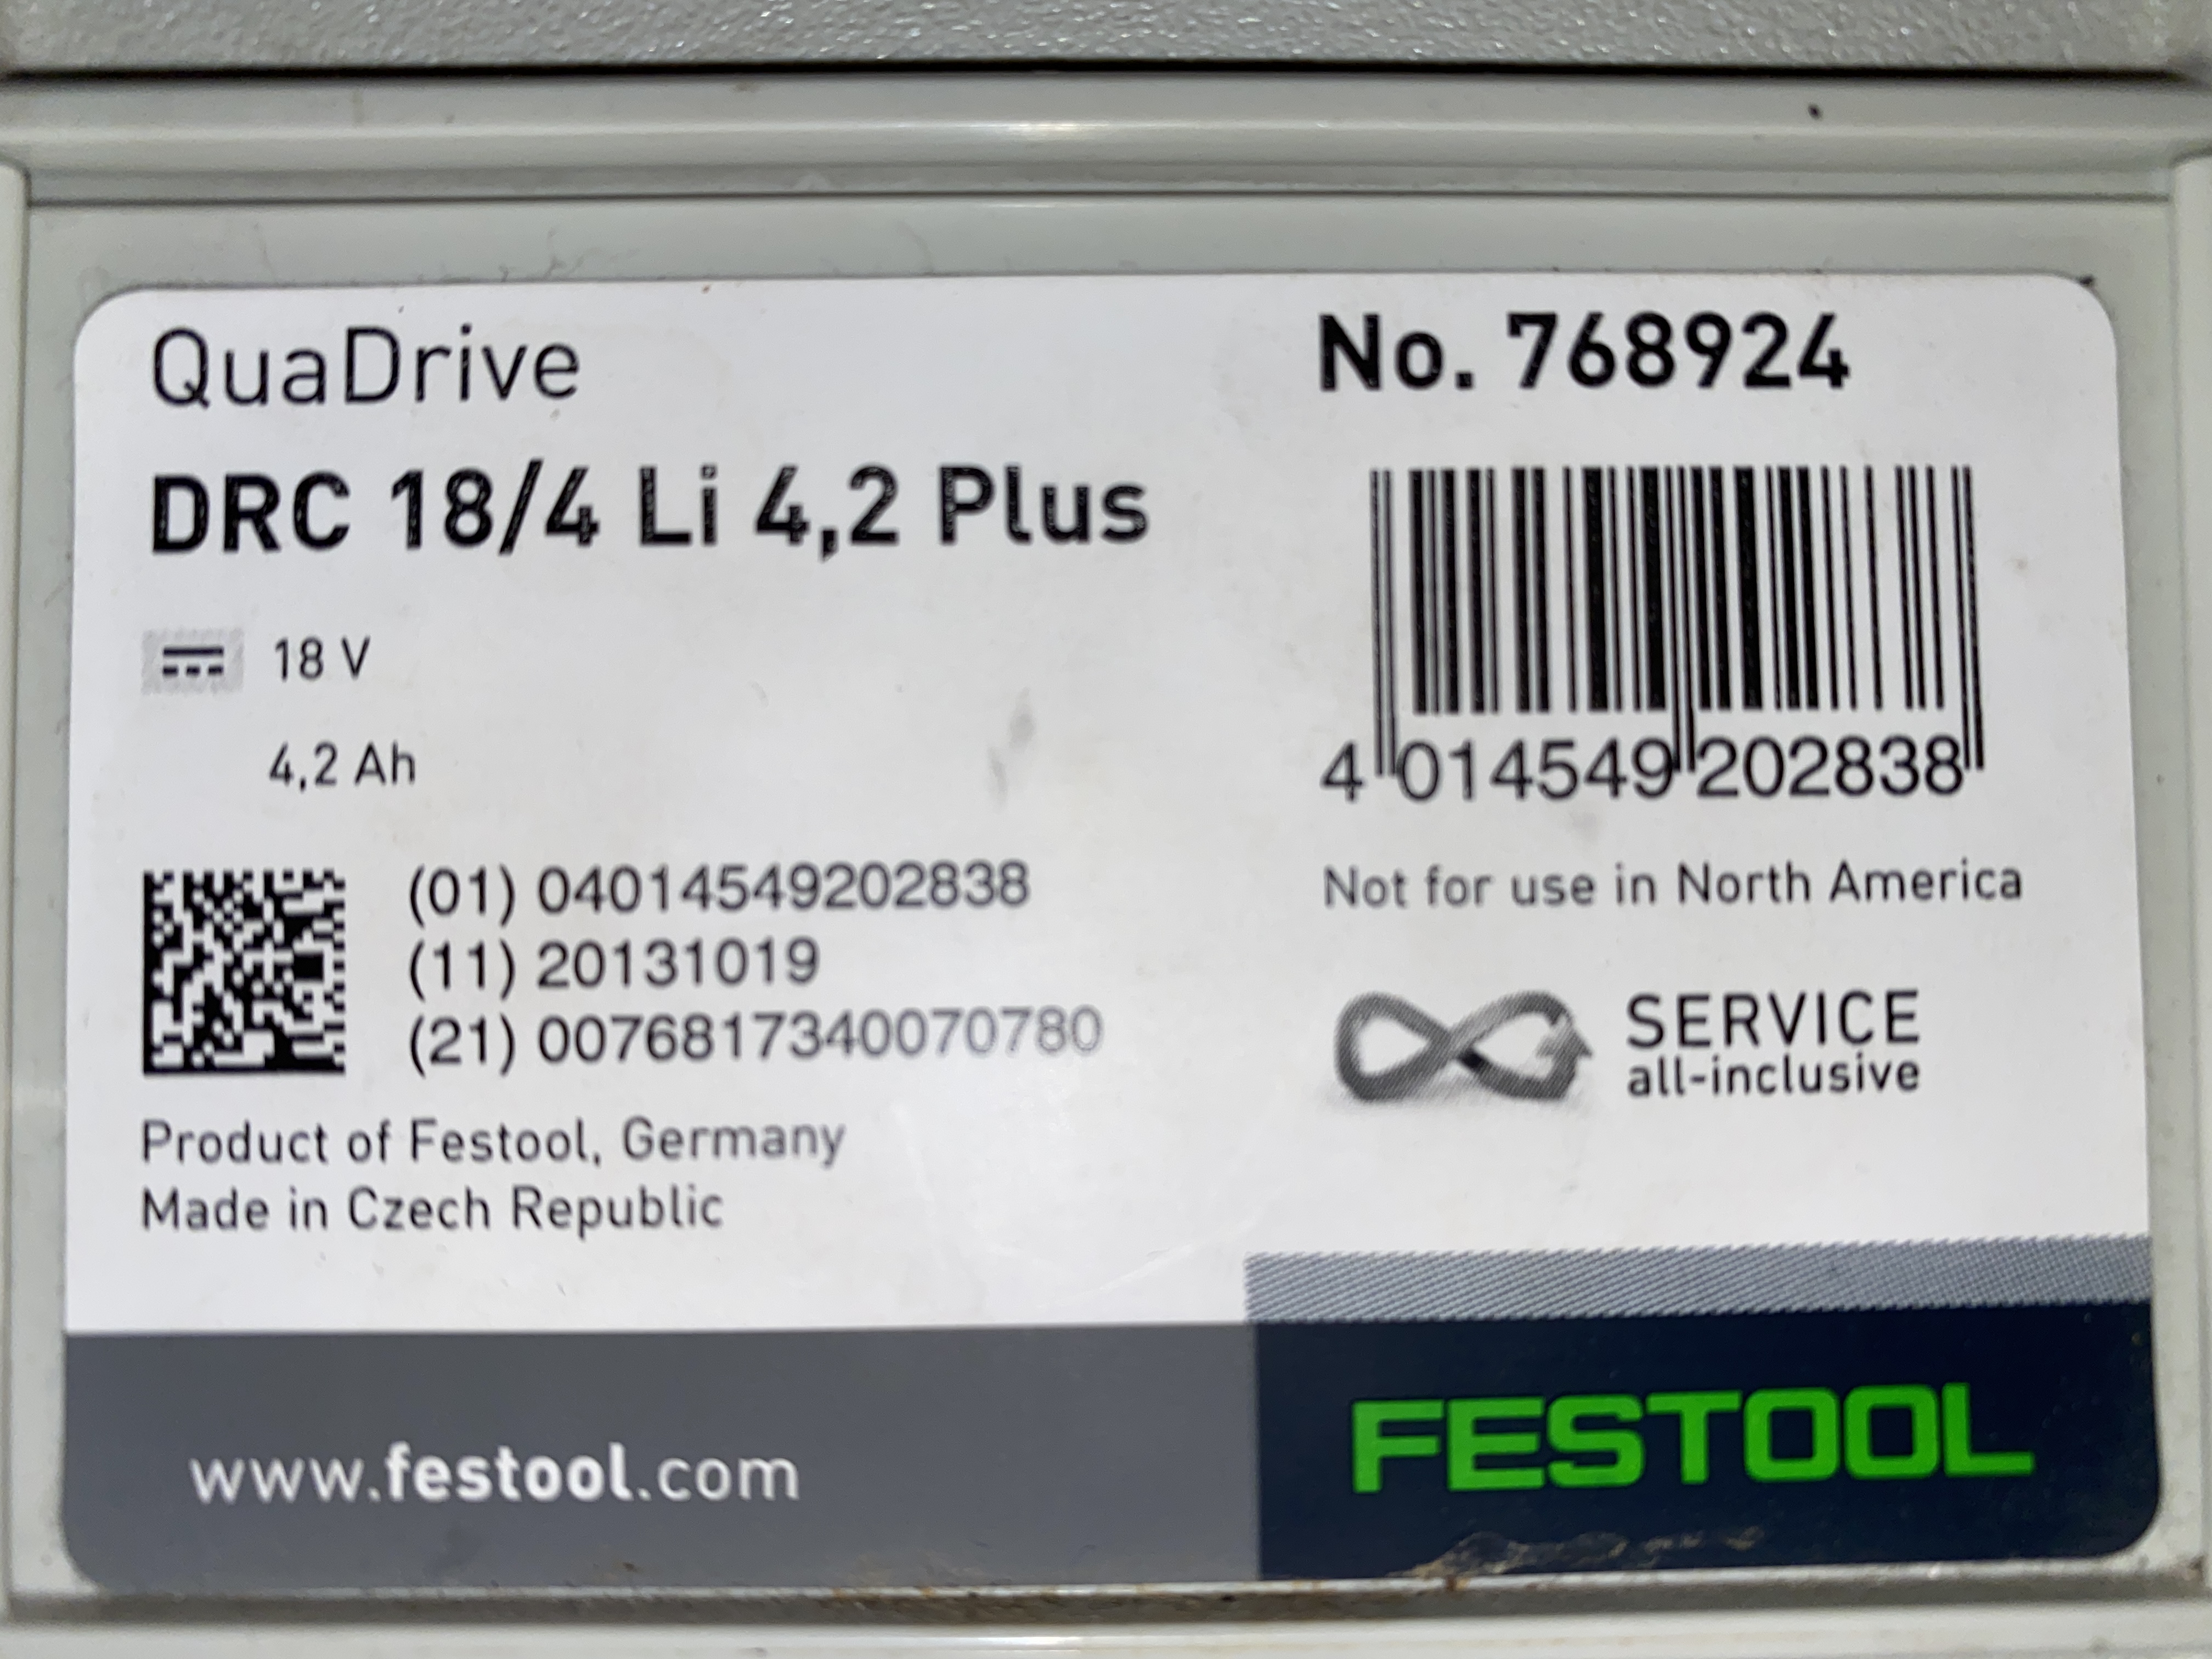 QuaDrive
DRC 18/4 Li 4,2 Plus
18 V
4,2 Ah
(01) 04014549202838
(11) 20131019
(21) 0076817340070780
Product of Festool, Germany
Made in Czech Republic
www.festool.com
No. 768924
4 014549 202838
Not for use in North America
SERVICE
all-inclusive
FESTOOL